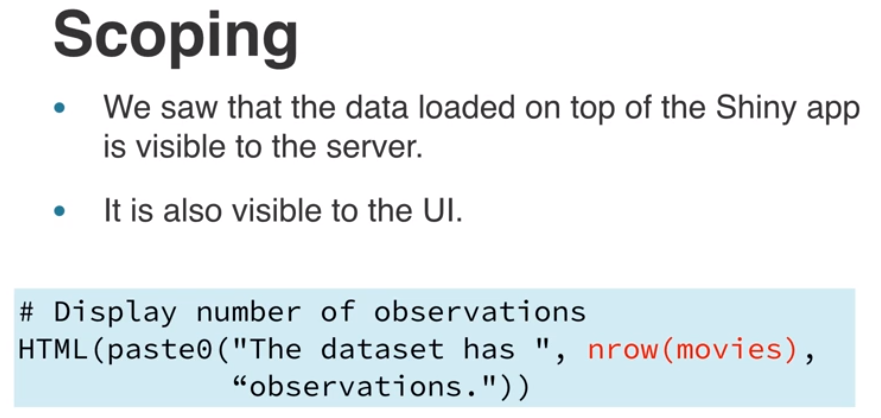 Scoping
• We saw that the data loaded on top of the Shiny app
is visible to the server.
• It is also visible to the UI.
# Display number of observations
HTML(paste0("The dataset has ", nrow(movies),
“observations."))